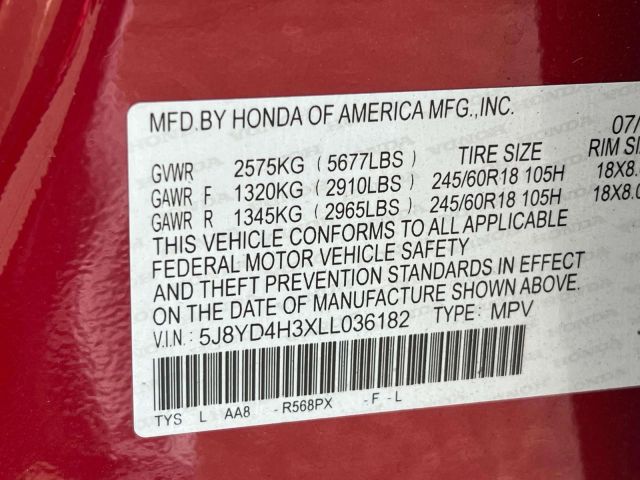 MFD.BY HONDA OF AMERICA MFG.,INC. 07/
GVWR 2575KG (5677LBS) TIRE SIZE RIM SI
GAWR F 1320KG (2910LBS) 245/60R18 105H 18X8.
GAWR R 1345KG (2965LBS) 245/60R18 105H 18X8.0
THIS VEHICLE CONFORMS TO ALL APPLICABLE
FEDERAL MOTOR VEHICLE SAFETY
AND THEFT PREVENTION STANDARDS IN EFFECT
ON THE DATE OF MANUFACTURE SHOWN ABOVE.
V.I.N: 5J8YD4H3XLL036182 TYPE: MPV
TYS L AA8 -R568PX -F-L